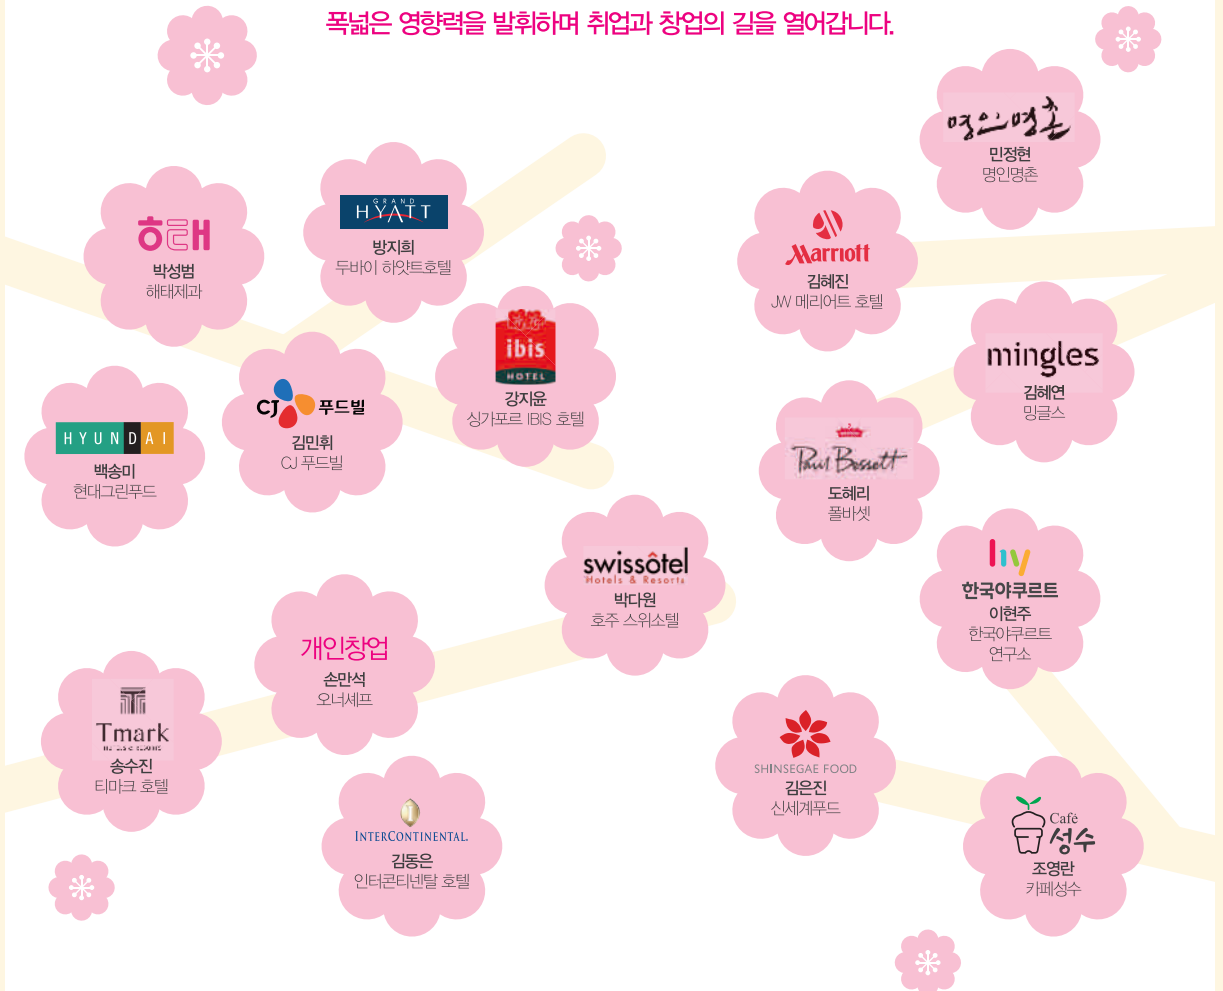 폭넓은 영향력을 발휘하며 취업과 창업의 길을 열어갑니다.
명인명촌
민정현
명인명촌
해태
박성범
해태제과
GRAND
HYATT
방지희
두바이 하얏트호텔
Marriott
김혜진
JW 메리어트 호텔
ibis
HOTEL
강지윤
싱가포르 IBIS 호텔
mingles
김혜연
밍글스
HYUNDAI
백송미
현대그린푸드
CJ 푸드빌
김민휘
CJ 푸드빌
Paul Bassett
도혜리
폴바셋
swissôtel
Hotels & Resorts
박다원
호주 스위소텔
hy
한국야쿠르트
이현주
한국야쿠르트
연구소
개인창업
손만석
오너셰프
Tmark
송수진
티마크 호텔
SHINSEGAE FOOD
김은진
신세계푸드
INTERCONTINENTAL.
김동은
인터콘티넨탈 호텔
Café
성수
조영란
카페성수